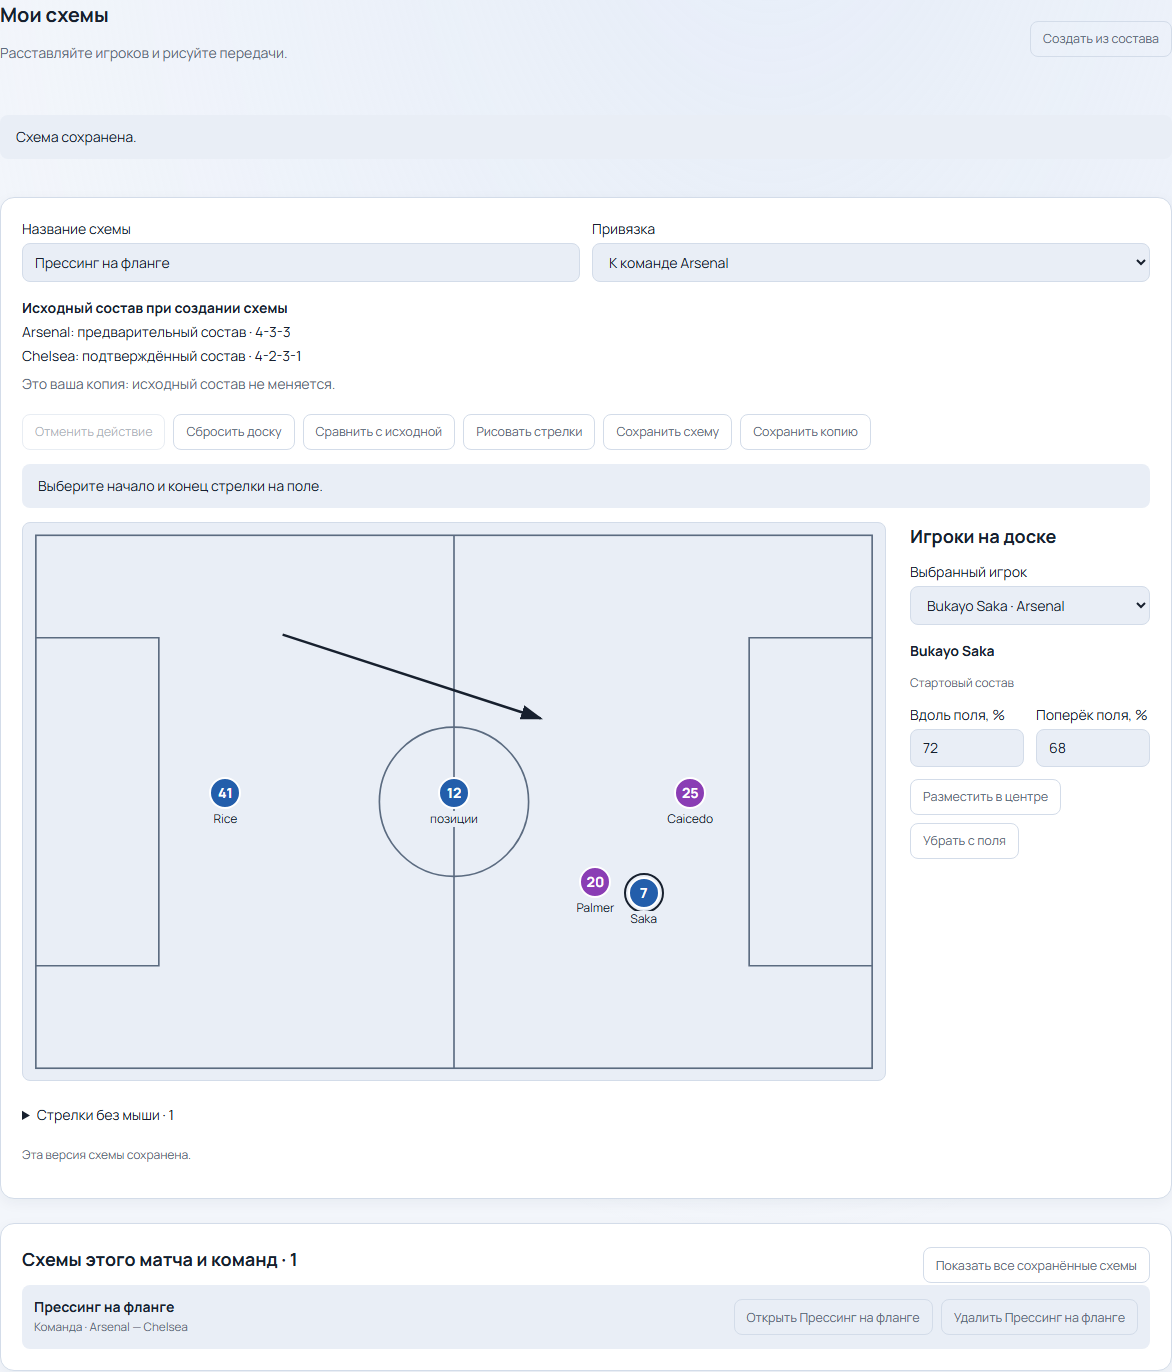 Мои схемы
Расставляйте игроков и рисуйте передачи.
Создать из состава
Схема сохранена.
Название схемы
Привязка
Прессинг на фланге
К команде Arsenal
Исходный состав при создании схемы
Arsenal: предварительный состав · 4-3-3
Chelsea: подтверждённый состав · 4-2-3-1
Это ваша копия: исходный состав не меняется.
Отменить действие
Сбросить доску
Сравнить с исходной
Рисовать стрелки
Сохранить схему
Сохранить копию
Выберите начало и конец стрелки на поле.
41
Rice
12
позиции
25
Caicedo
20
Palmer
7
Saka
Игроки на доске
Выбранный игрок
Bukayo Saka · Arsenal
Bukayo Saka
Стартовый состав
Вдоль поля, %
Поперёк поля, %
72
68
Разместить в центре
Убрать с поля
Стрелки без мыши · 1
Эта версия схемы сохранена.
Схемы этого матча и команд · 1
Показать все сохранённые схемы
Прессинг на фланге
Команда · Arsenal — Chelsea
Открыть Прессинг на фланге
Удалить Прессинг на фланге